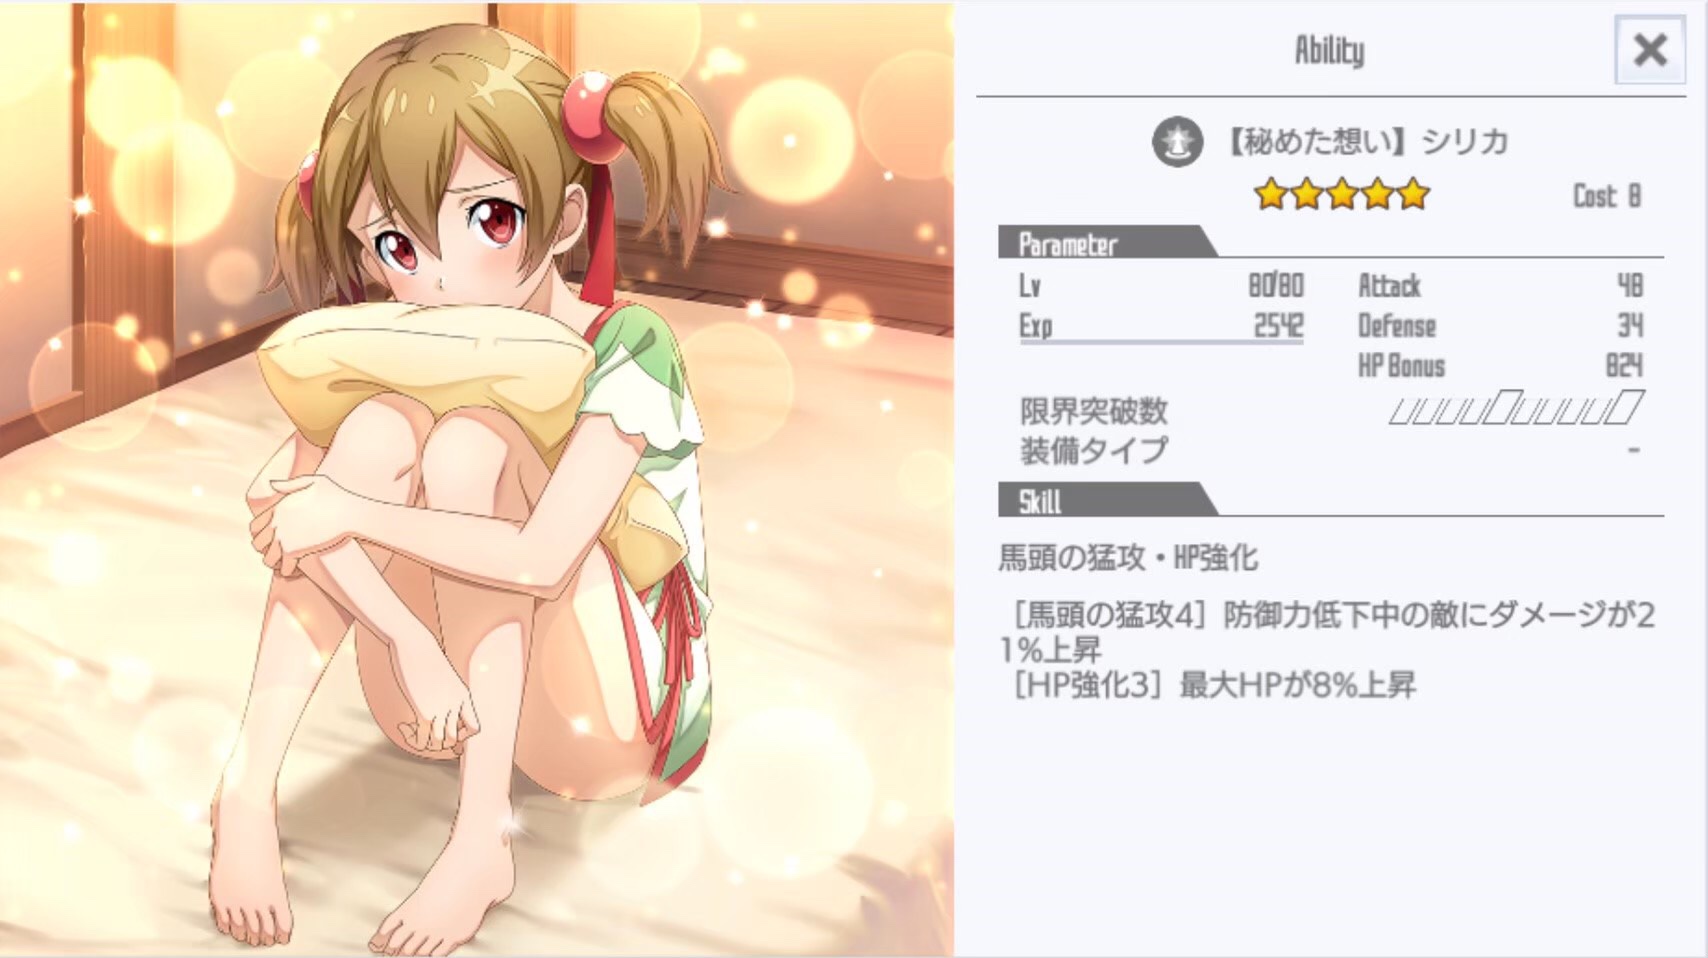 Ability
【秘めた想い】シリカ
Cost 8
Parameter
Lv 80/80 Attack 48
Exp 2542 Defense 34
HP Bonus 824
限界突破数
装備タイプ -
Skill
馬頭の猛攻・HP強化
[馬頭の猛攻4] 防御力低下中の敵にダメージが2
1%上昇
[HP強化3] 最大HPが8%上昇